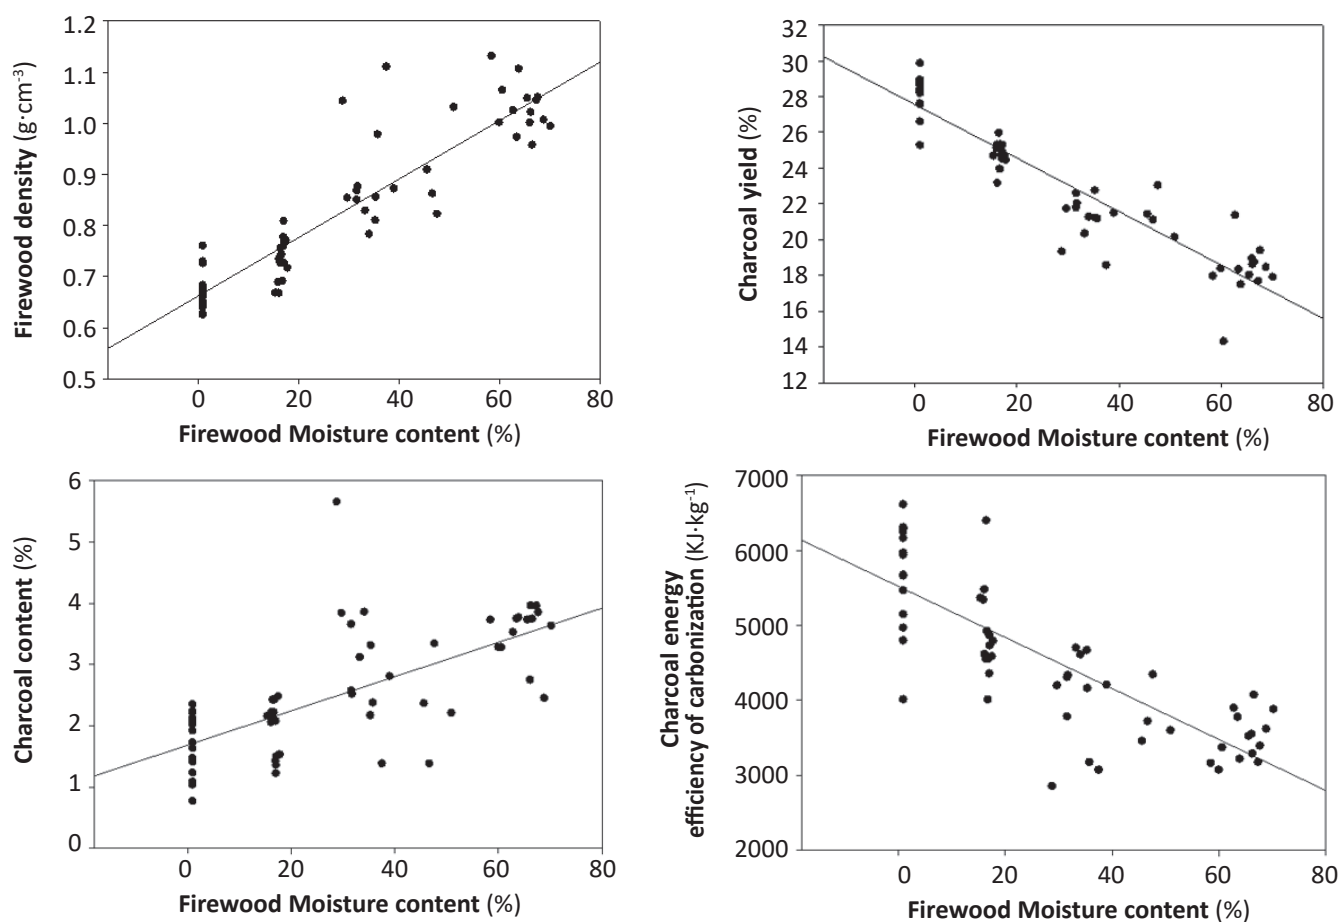 Firewood density (g·cm⁻³)
1.2
1.1
1.0
0.9
0.8
0.7
0.6
0.5
0 20 40 60 80
Firewood Moisture content (%)
Charcoal yield (%)
32
30
28
26
24
22
20
18
16
14
12
0 20 40 60 80
Firewood Moisture content (%)
Charcoal content (%)
6
5
4
3
2
1
0
0 20 40 60 80
Firewood Moisture content (%)
Charcoal energy
efficiency of carbonization (KJ·kg⁻¹)
7000
6000
5000
4000
3000
2000
0 20 40 60 80
Firewood Moisture content (%)